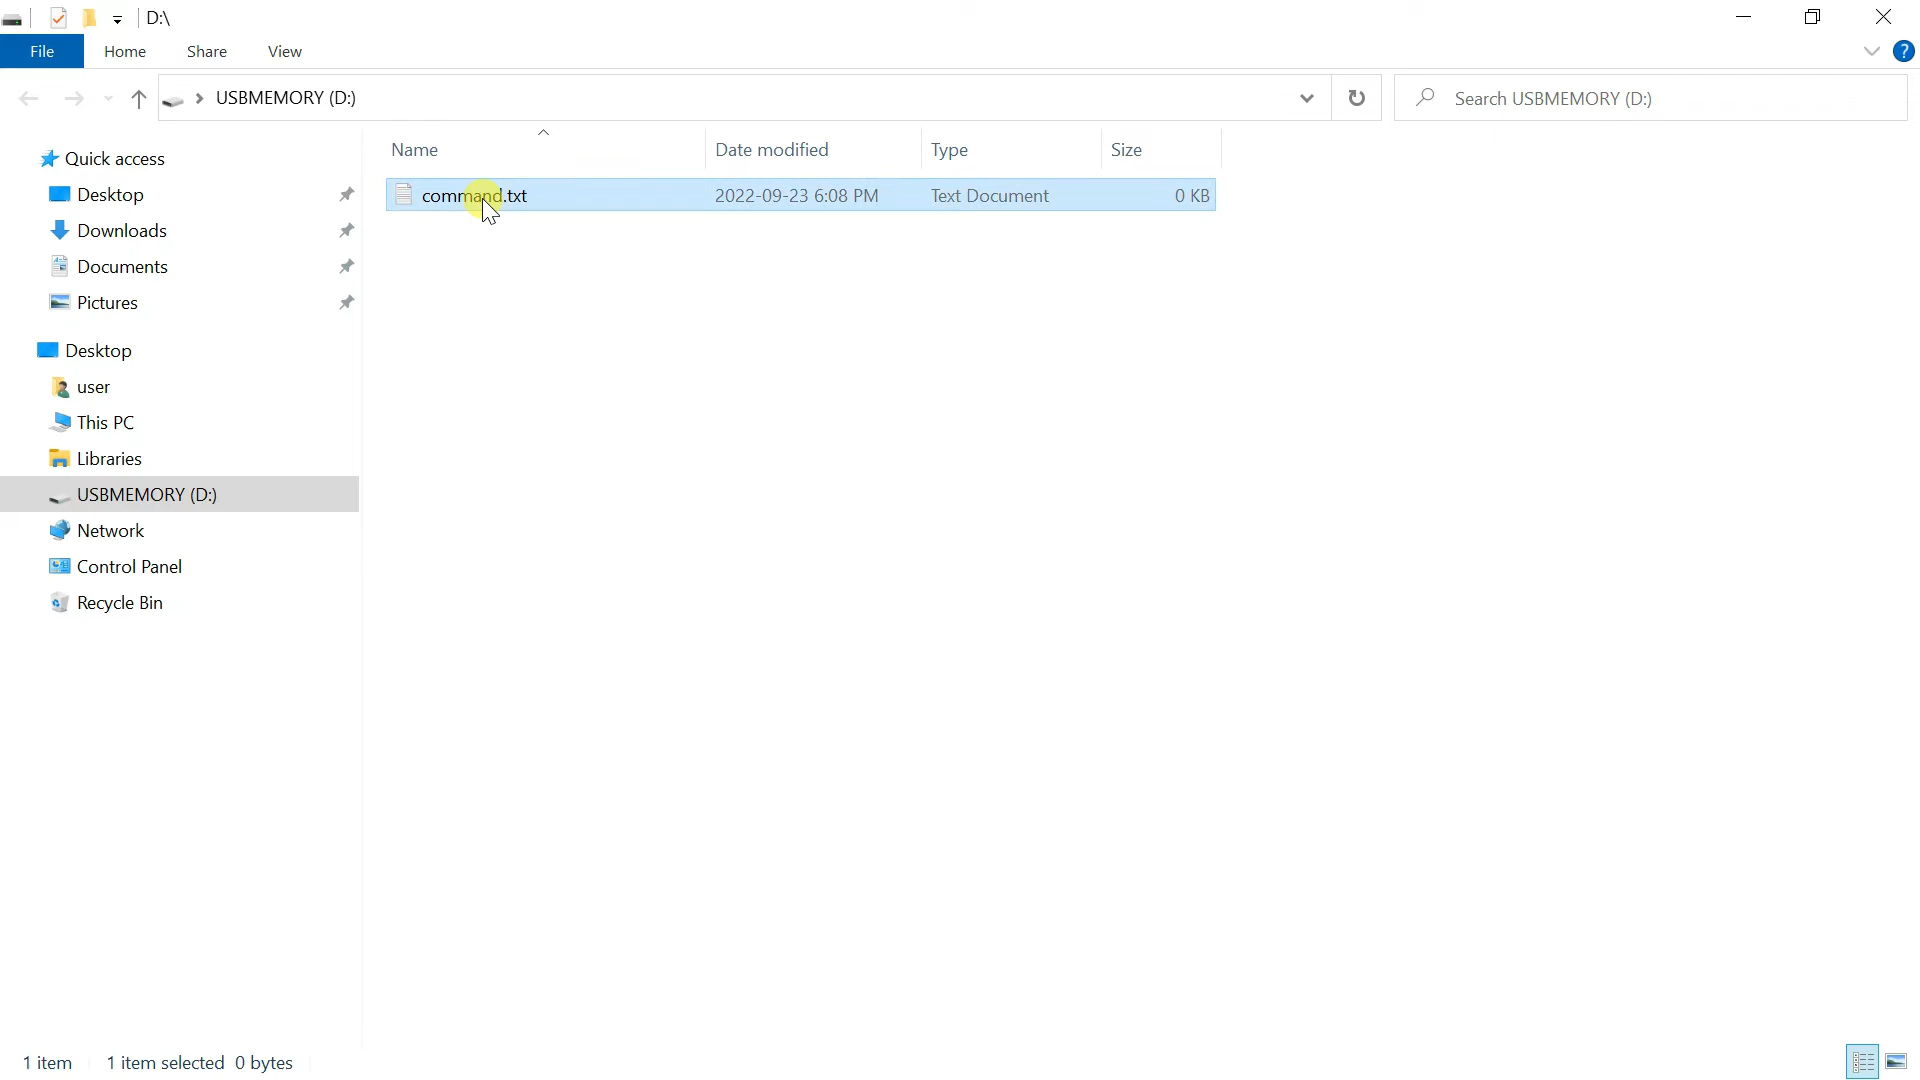 D:\
File Home Share View ?
USBMEMORY (D:) Search USBMEMORY (D:)
Name Date modified Type Size
command.txt 2022-09-23 6:08 PM Text Document 0 KB
Quick access
Desktop
Downloads
Documents
Pictures
Desktop
user
This PC
Libraries
USBMEMORY (D:)
Network
Control Panel
Recycle Bin
1 item 1 item selected 0 bytes